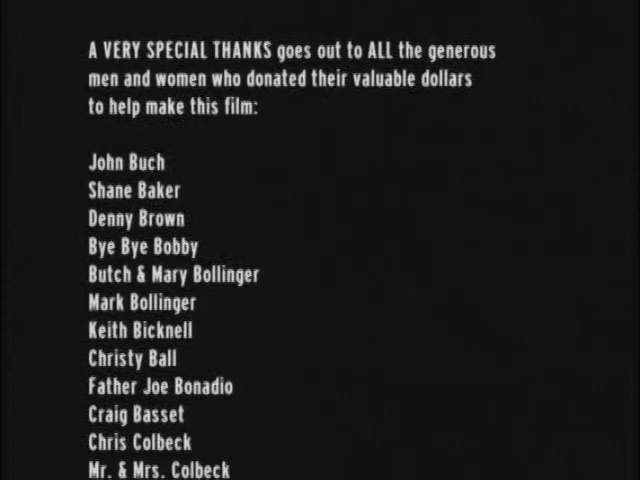 A VERY SPECIAL THANKS goes out to ALL the generous
men and women who donated their valuable dollars
to help make this film:
John Buch
Shane Baker
Denny Brown
Bye Bye Bobby
Butch & Mary Bollinger
Mark Bollinger
Keith Bicknell
Christy Ball
Father Joe Bonadio
Craig Basset
Chris Colbeck
Mr. & Mrs. Colbeck